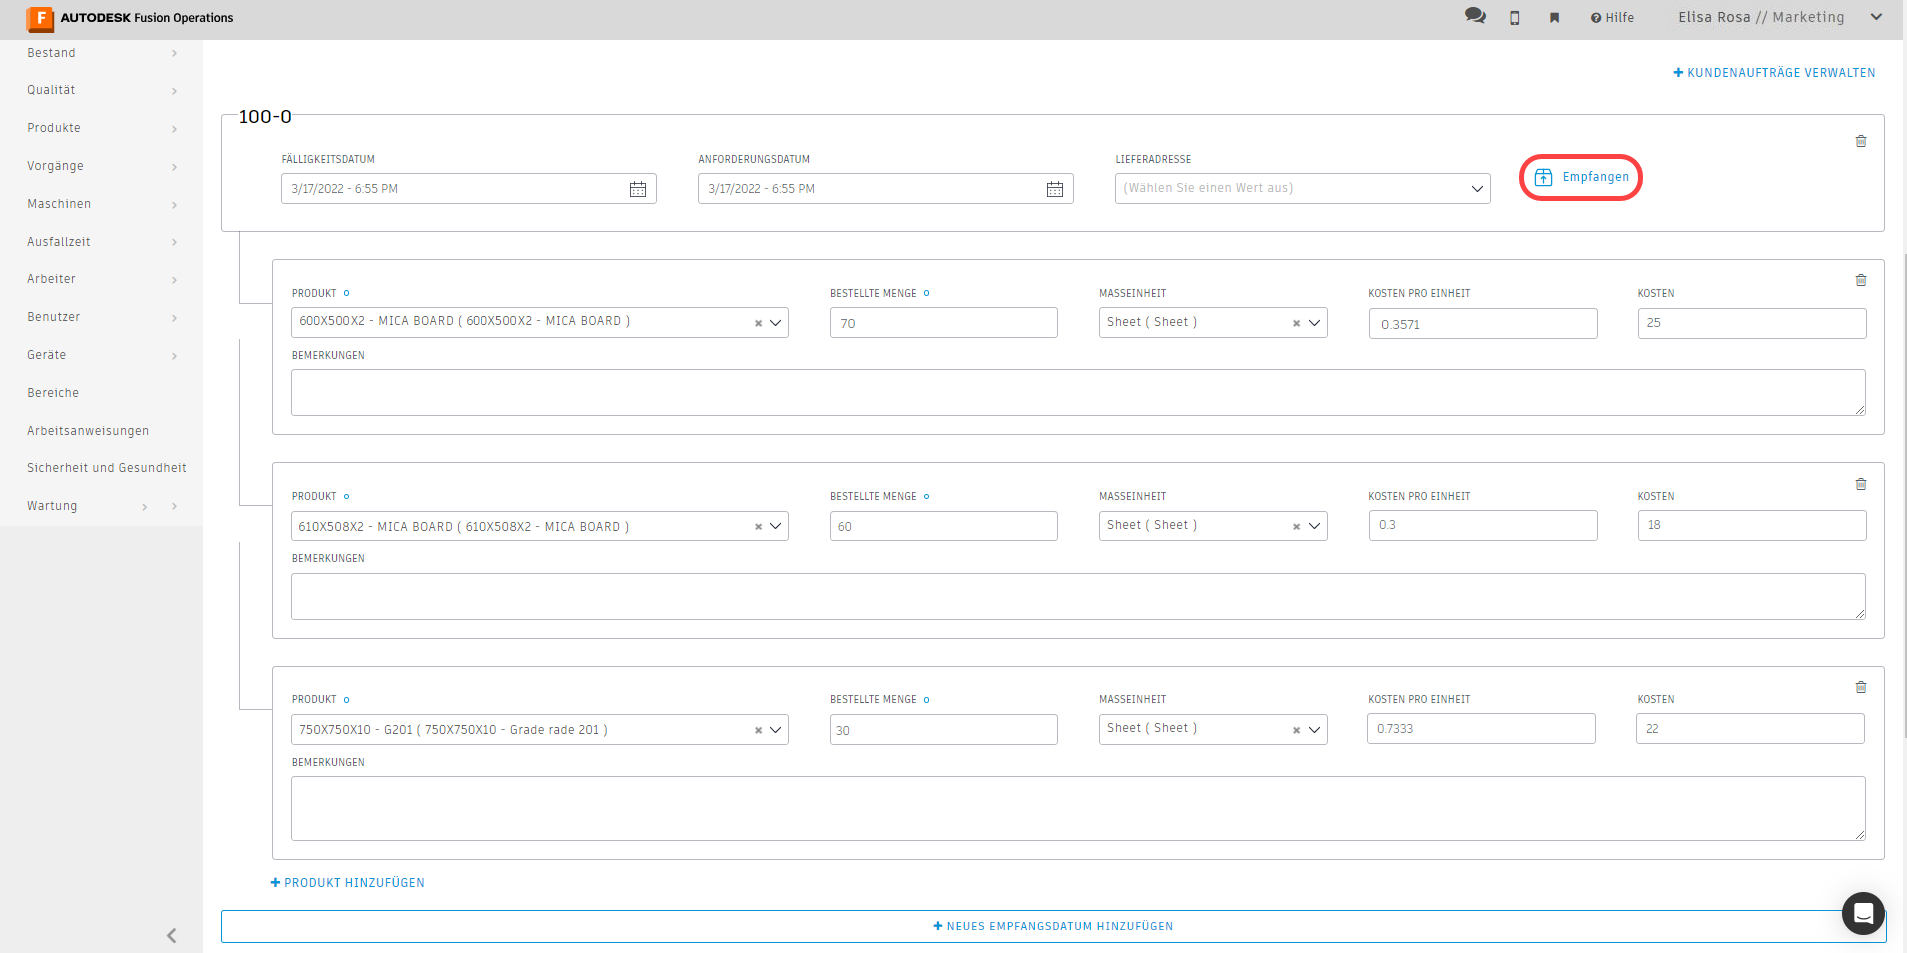 F AUTODESK Fusion Operations
Hilfe
Elisa Rosa // Marketing
Bestand
Qualität
Produkte
Vorgänge
Maschinen
Ausfallzeit
Arbeiter
Benutzer
Geräte
Bereiche
Arbeitsanweisungen
Sicherheit und Gesundheit
Wartung
+ KUNDENAUFTRÄGE VERWALTEN
100-0
FÄLLIGKEITSDATUM ANFORDERUNGSDATUM LIEFERADRESSE
3/17/2022 - 6:55 PM 3/17/2022 - 6:55 PM (Wählen Sie einen Wert aus) Empfangen
PRODUKT BESTELLTE MENGE MASSEINHEIT KOSTEN PRO EINHEIT KOSTEN
600X500X2 - MICA BOARD ( 600X500X2 - MICA BOARD ) 70 Sheet ( Sheet ) 0.3571 25
BEMERKUNGEN
PRODUKT BESTELLTE MENGE MASSEINHEIT KOSTEN PRO EINHEIT KOSTEN
610X508X2 - MICA BOARD ( 610X508X2 - MICA BOARD ) 60 Sheet ( Sheet ) 0.3 18
BEMERKUNGEN
PRODUKT BESTELLTE MENGE MASSEINHEIT KOSTEN PRO EINHEIT KOSTEN
750X750X10 - G201 ( 750X750X10 - Grade rade 201 ) 30 Sheet ( Sheet ) 0.7333 22
BEMERKUNGEN
+ PRODUKT HINZUFÜGEN
+ NEUES EMPFANGSDATUM HINZUFÜGEN